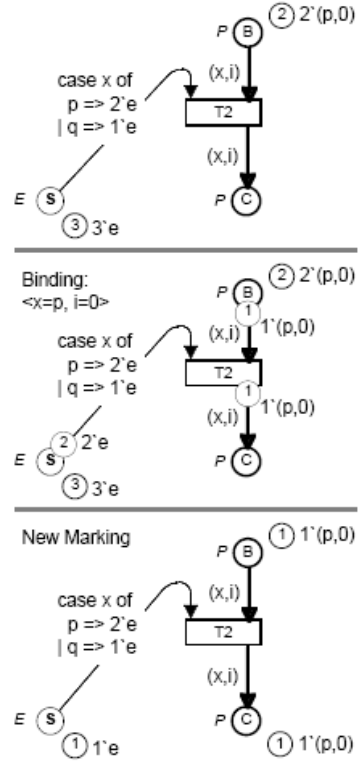 P B 2 2`(p,0)
case x of
p => 2`e
| q => 1`e
(x,i)
T2
(x,i)
E S
P C
3 3`e
Binding:
<x=p, i=0>
P B 2 2`(p,0)
1
(x,i) 1`(p,0)
case x of
p => 2`e
| q => 1`e
T2
1
1`(p,0)
(x,i)
2 2`e
E S
P C
3 3`e
New Marking
P B 1 1`(p,0)
case x of
p => 2`e
| q => 1`e
(x,i)
T2
(x,i)
E S
P C
1 1`e
1 1`(p,0)